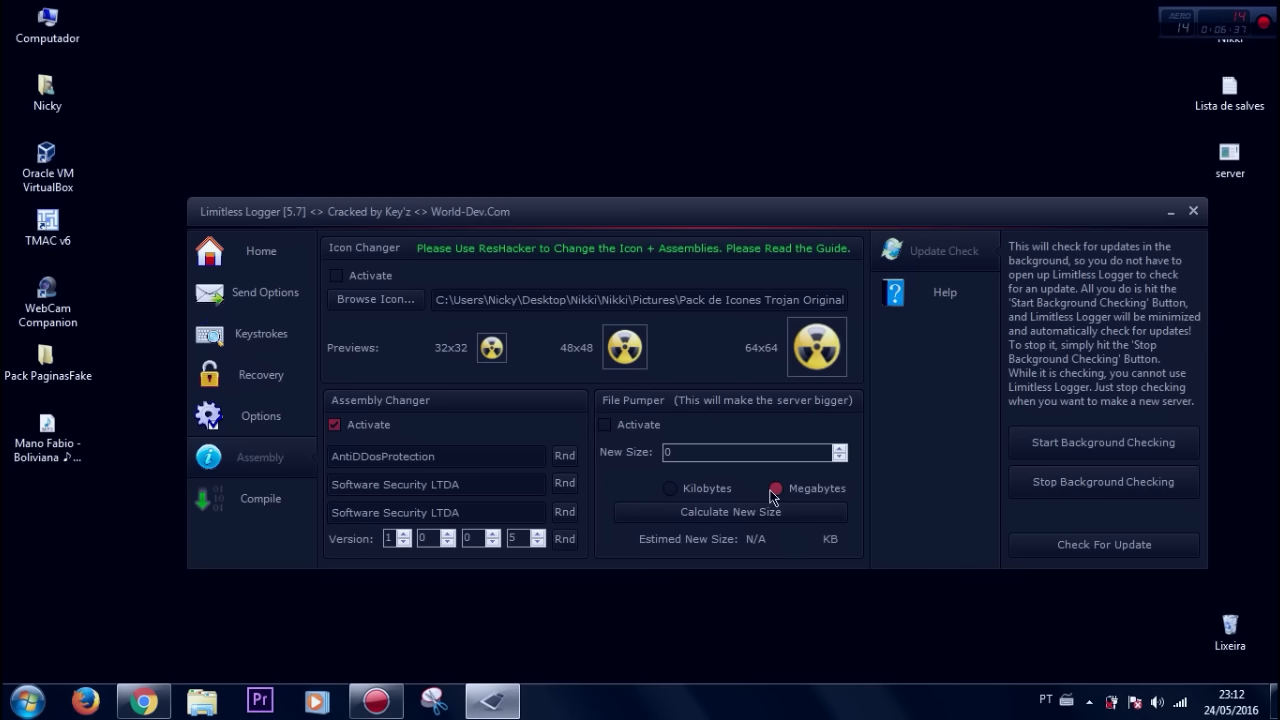 Computador
Nicky
Oracle VM
VirtualBox
TMAC v6
WebCam
Companion
Pack PaginasFake
Mano Fabio -
Boliviana ♪...
AERO
14
14
0:06:37
Nikki
Lista de salves
server
Lixeira
Limitless Logger [5.7] <> Cracked by Key'z <> World-Dev.Com
Home
Send Options
Keystrokes
Recovery
Options
Assembly
Compile
Icon Changer
Please Use ResHacker to Change the Icon + Assemblies. Please Read the Guide.
Activate
Browse Icon...
C:\Users\Nicky\Desktop\Nikki\Nikki\Pictures\Pack de Icones Trojan Original
Previews:
32x32
48x48
64x64
Assembly Changer
Activate
AntiDDosProtection
Rnd
Software Security LTDA
Rnd
Software Security LTDA
Rnd
Version:
1
0
0
5
Rnd
File Pumper (This will make the server bigger)
Activate
New Size:
0
Kilobytes
Megabytes
Calculate New Size
Estimed New Size: N/A KB
Update Check
Help
This will check for updates in the
background, so you do not have to
open up Limitless Logger to check
for an update. All you do is hit the
'Start Background Checking' Button,
and Limitless Logger will be minimized
and automatically check for updates!
To stop it, simply hit the 'Stop
Background Checking' Button.
While it is checking, you cannot use
Limitless Logger. Just stop checking
when you want to make a new server.
Start Background Checking
Stop Background Checking
Check For Update
Pr
PT
23:12
24/05/2016